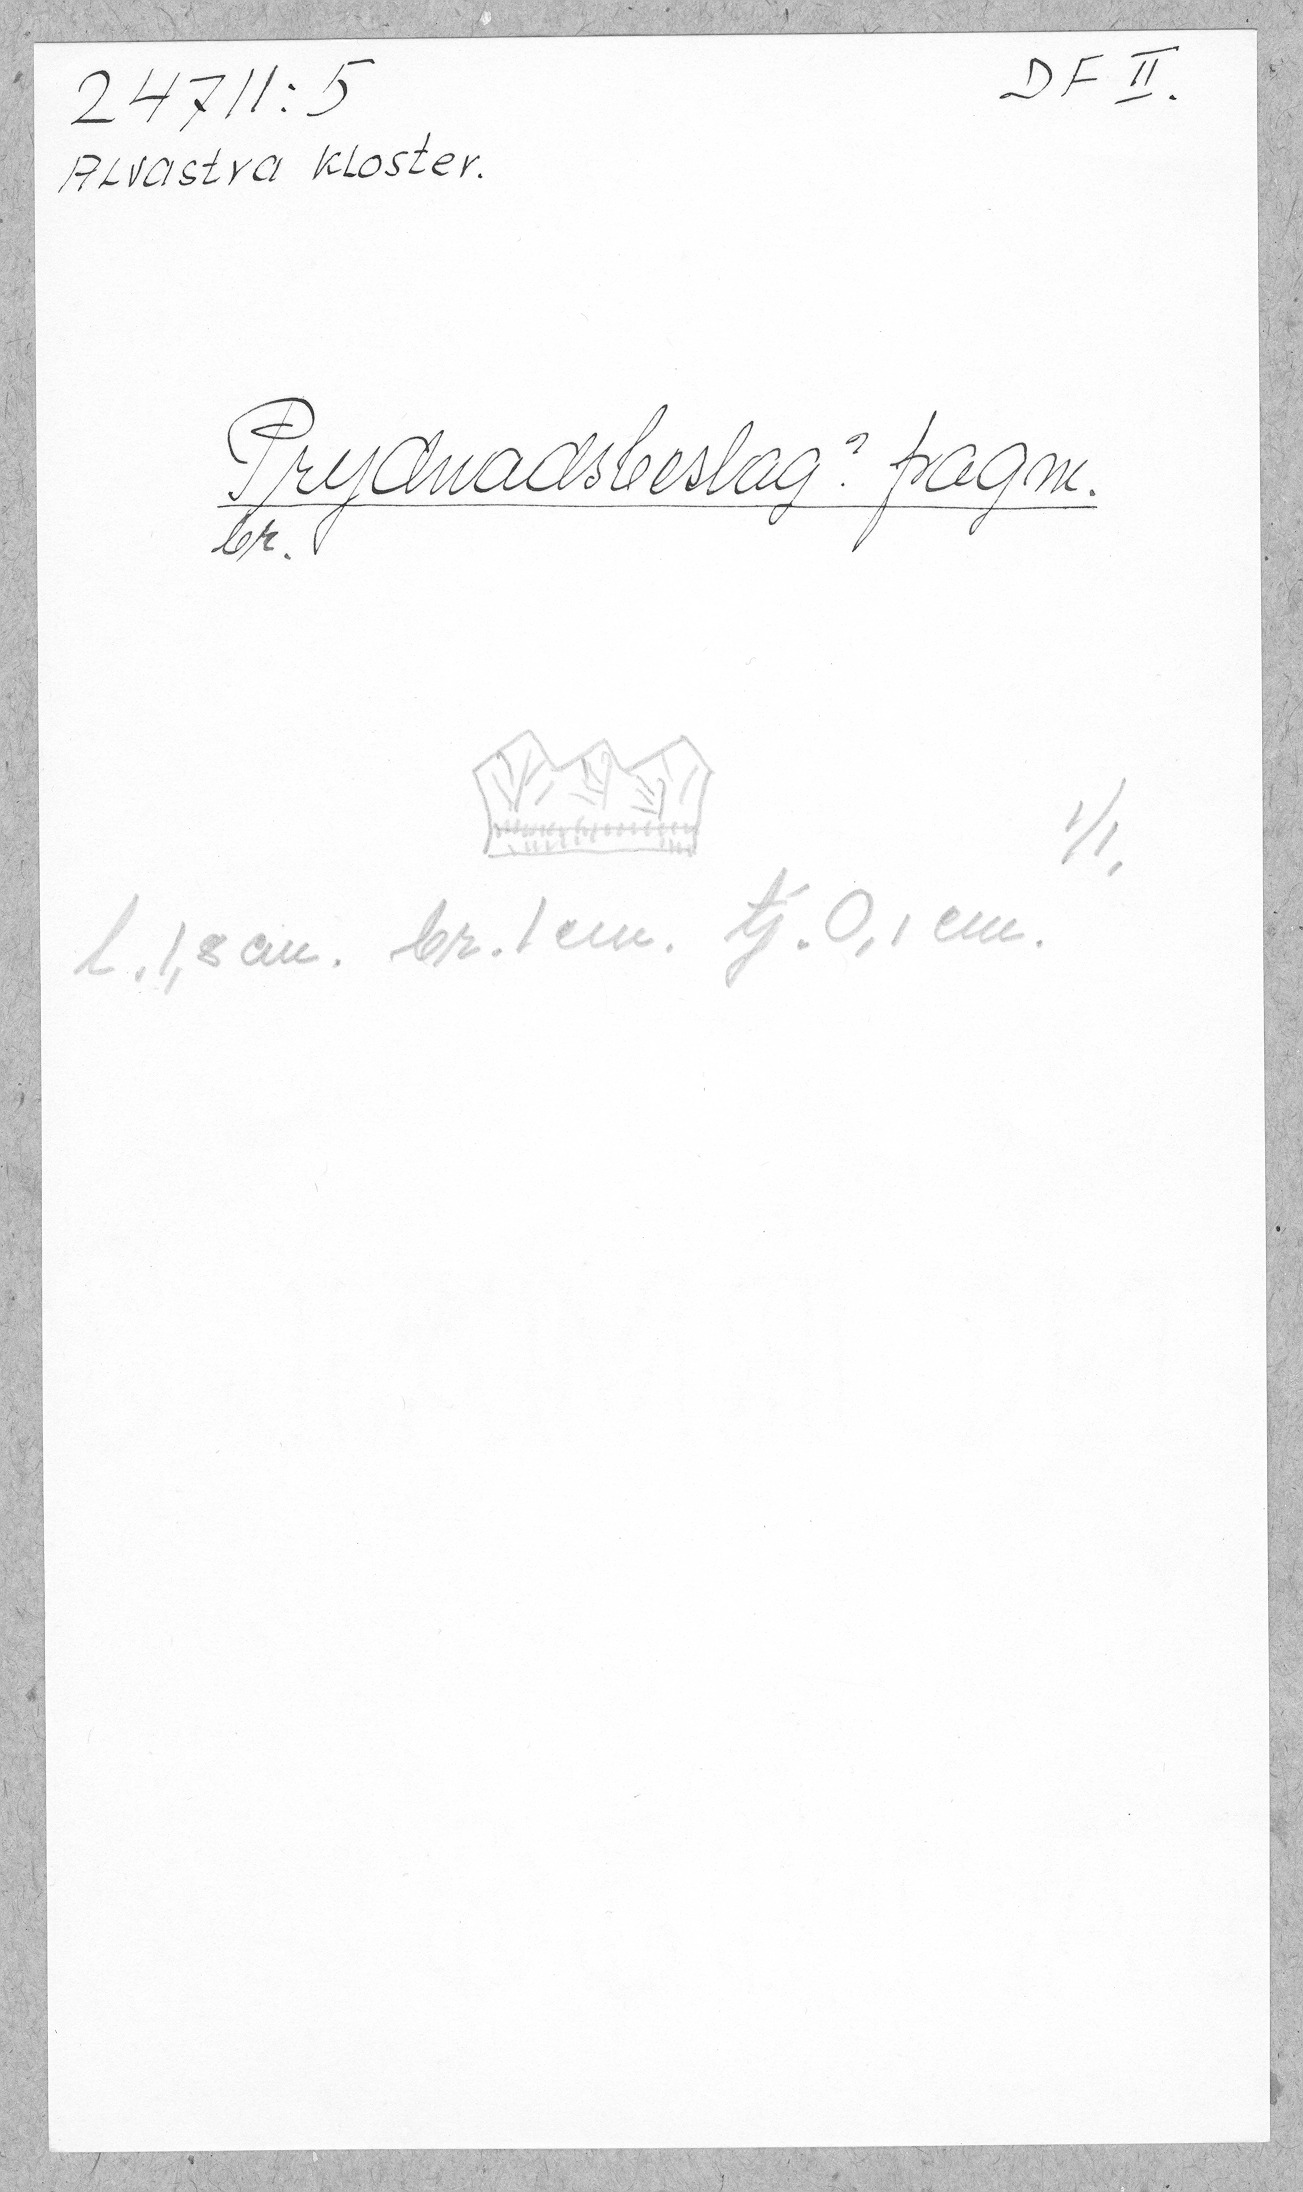 24711:5 DF II.
Alvastra kloster.
Prydnadsbeslag? fragm.
br.
1/1.
L. 1,8 cm. br. 1 cm. tj. 0,1 cm.